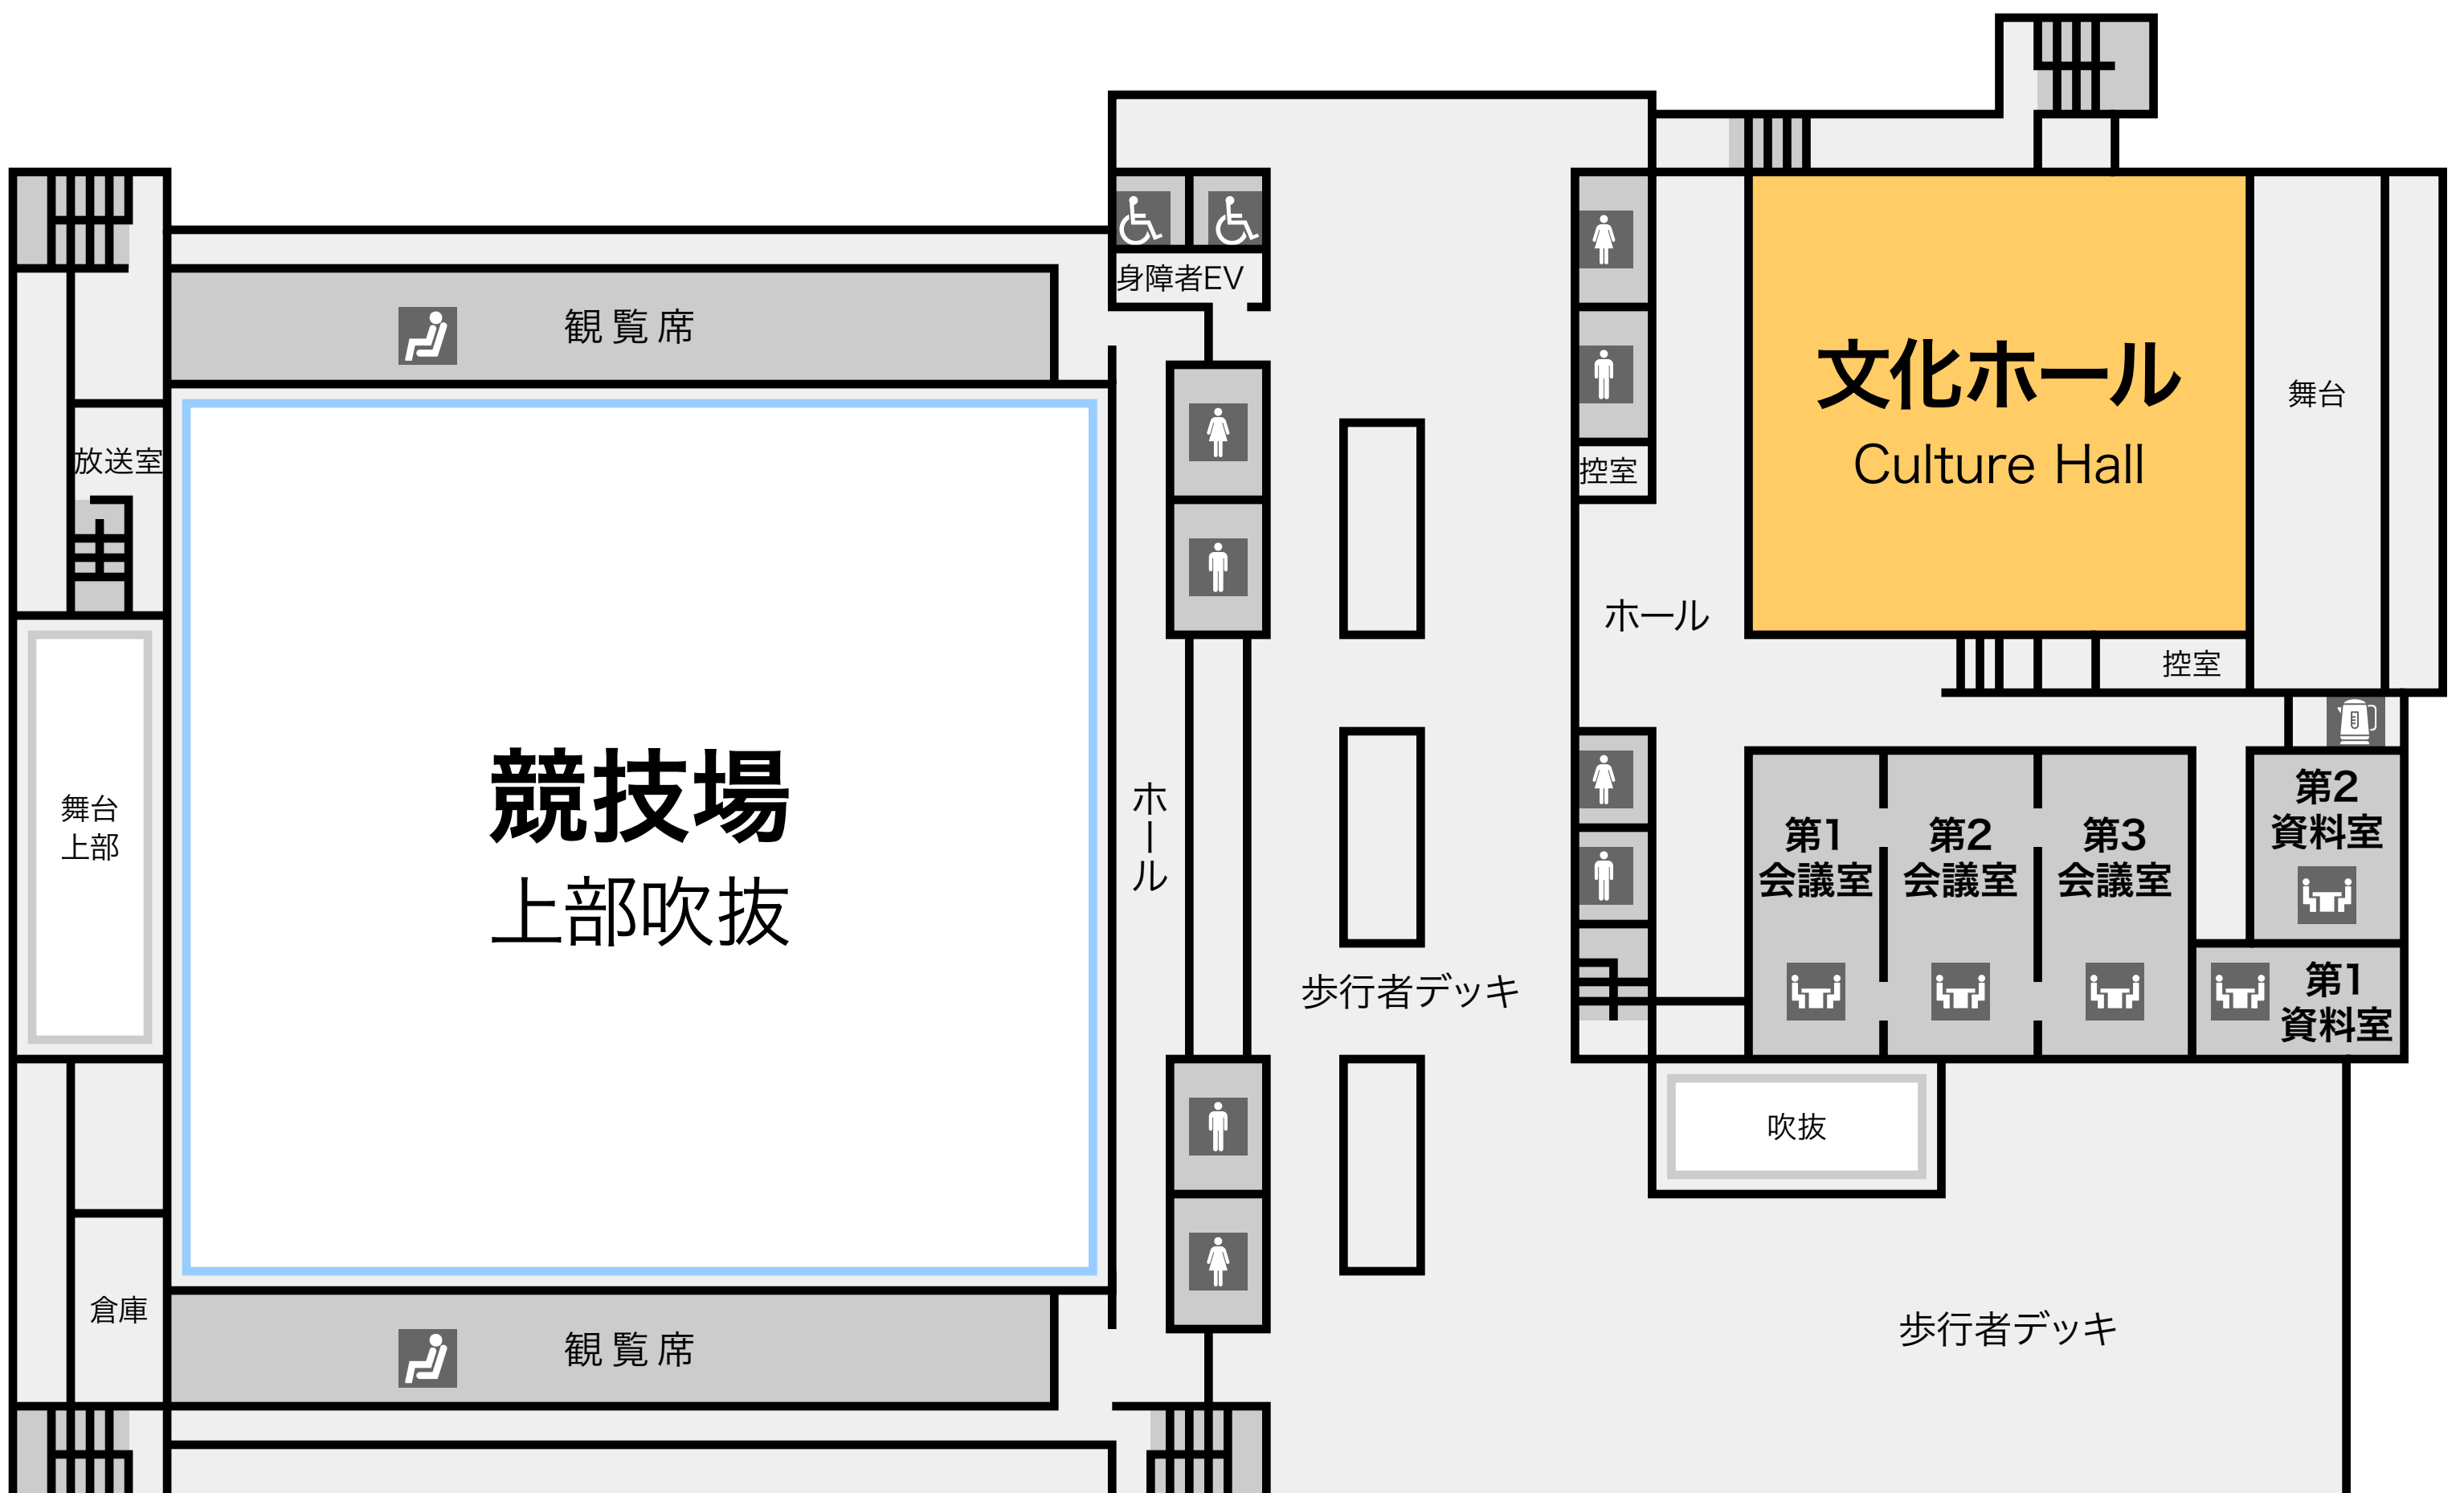 身障者EV
観覧席
文化ホール
Culture Hall
舞台
放送室
控室
ホール
控室
競技場
上部吹抜
舞台
上部
ホール
第1
会議室
第2
会議室
第3
会議室
第2
資料室
第1
資料室
歩行者デッキ
吹抜
倉庫
観覧席
歩行者デッキ